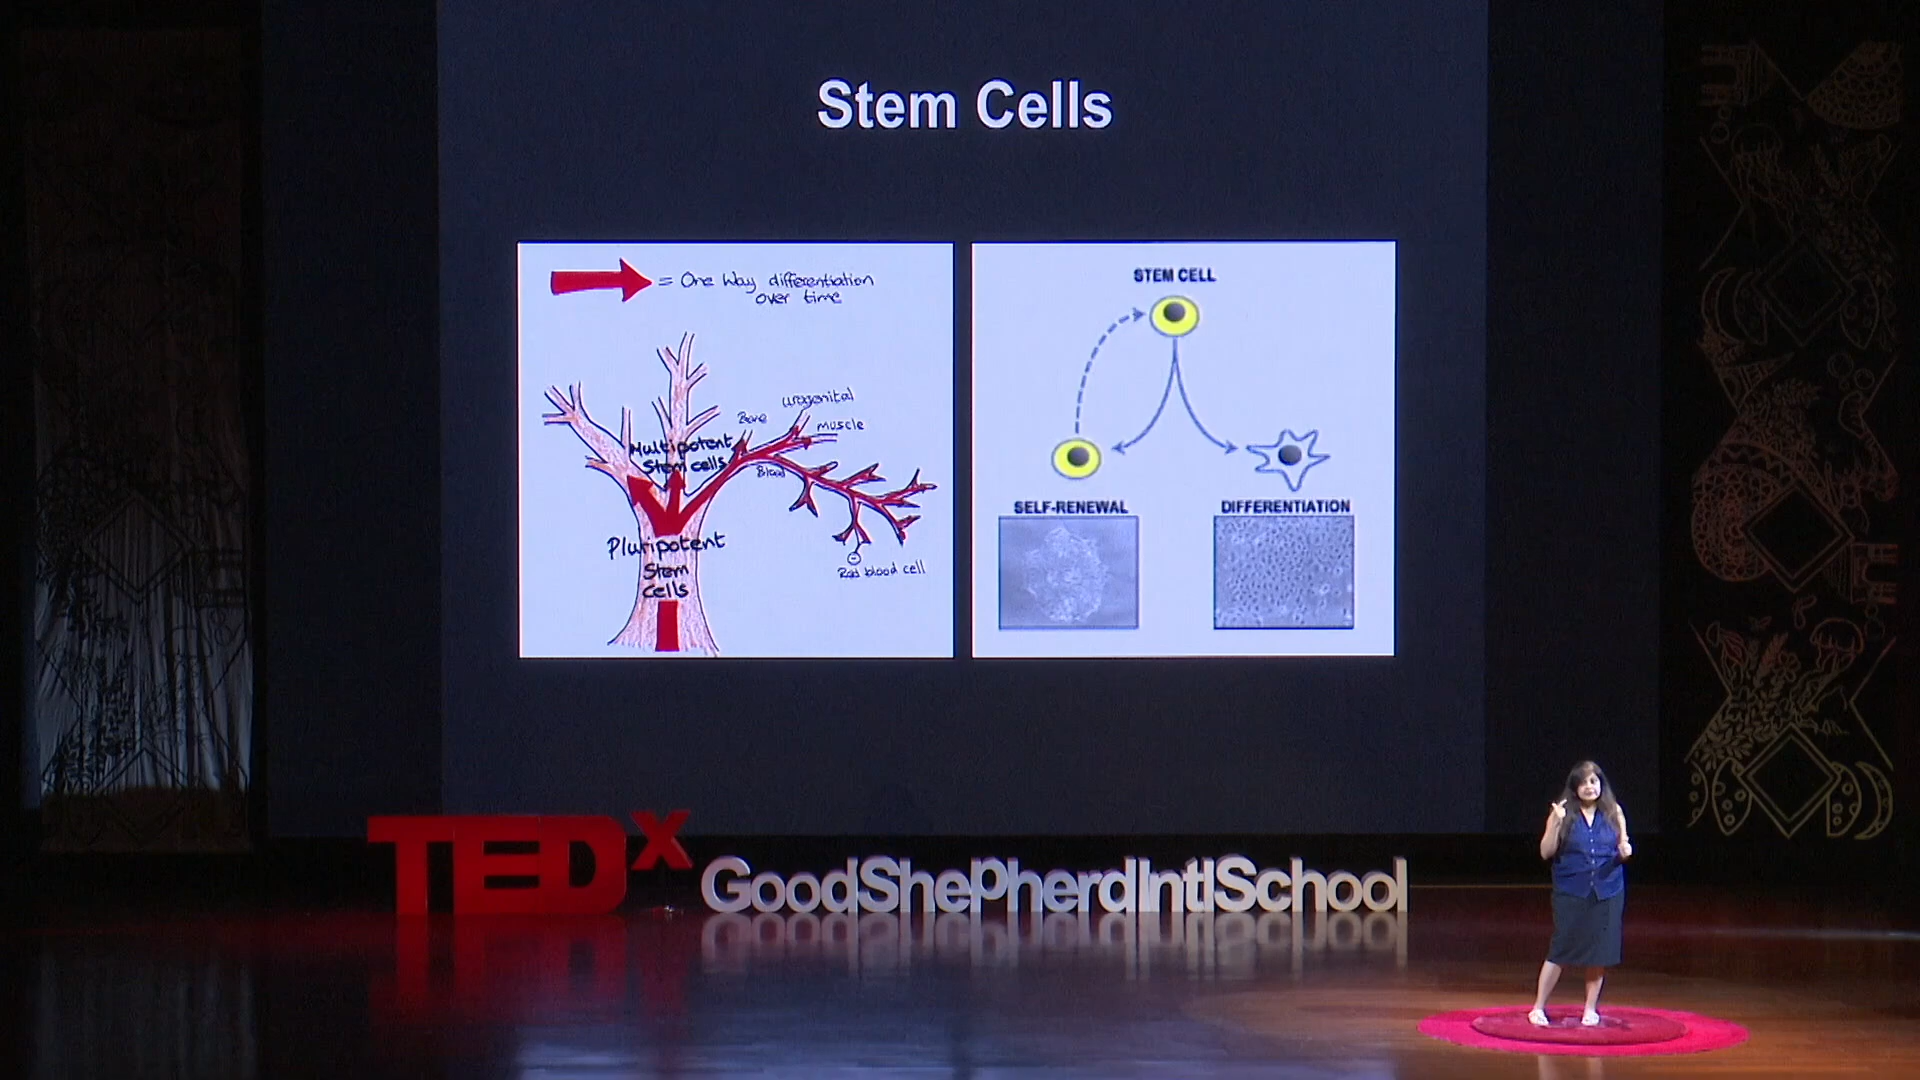 Stem Cells
= One Way differentiation
over time
urogenital
Bone
muscle
Multipotent
Stem cells
Blood
Pluripotent
Stem
Cells
Red blood cell
STEM CELL
SELF-RENEWAL
DIFFERENTIATION
TEDx
GoodShepherdIntlSchool